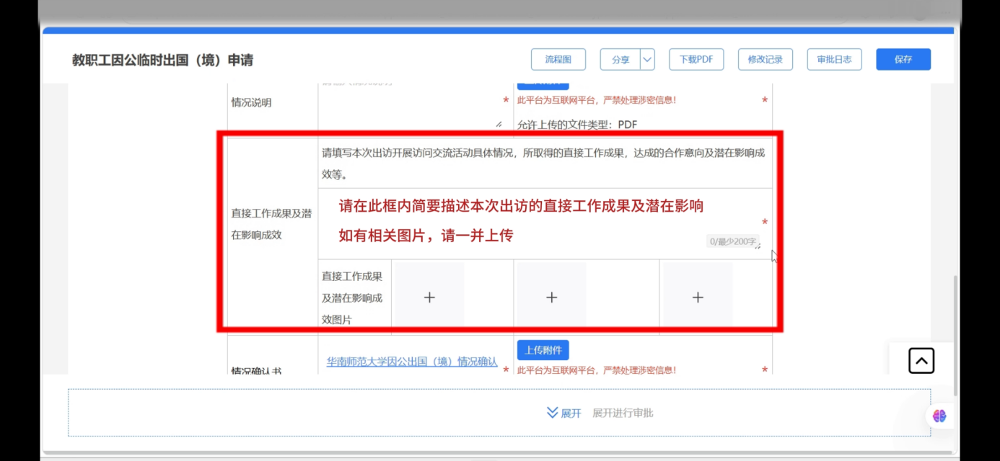 教职工因公临时出国（境）申请
流程图
分享
下载PDF
修改记录
审批日志
保存
情况说明
*
此平台为互联网平台，严禁处理涉密信息！
*
允许上传的文件类型：PDF
请填写本次出访开展访问交流活动具体情况，所取得的直接工作成果，达成的合作意向及潜在影响成
效等。
直接工作成果及潜
在影响成效
请在此框内简要描述本次出访的直接工作成果及潜在影响
如有相关图片，请一并上传
*
0/最少200字
直接工作成果
及潜在影响成
效图片
+
+
+
情况确认书
华南师范大学因公出国（境）情况确认
*
上传附件
此平台为互联网平台，严禁处理涉密信息！
*
展开
展开进行审批